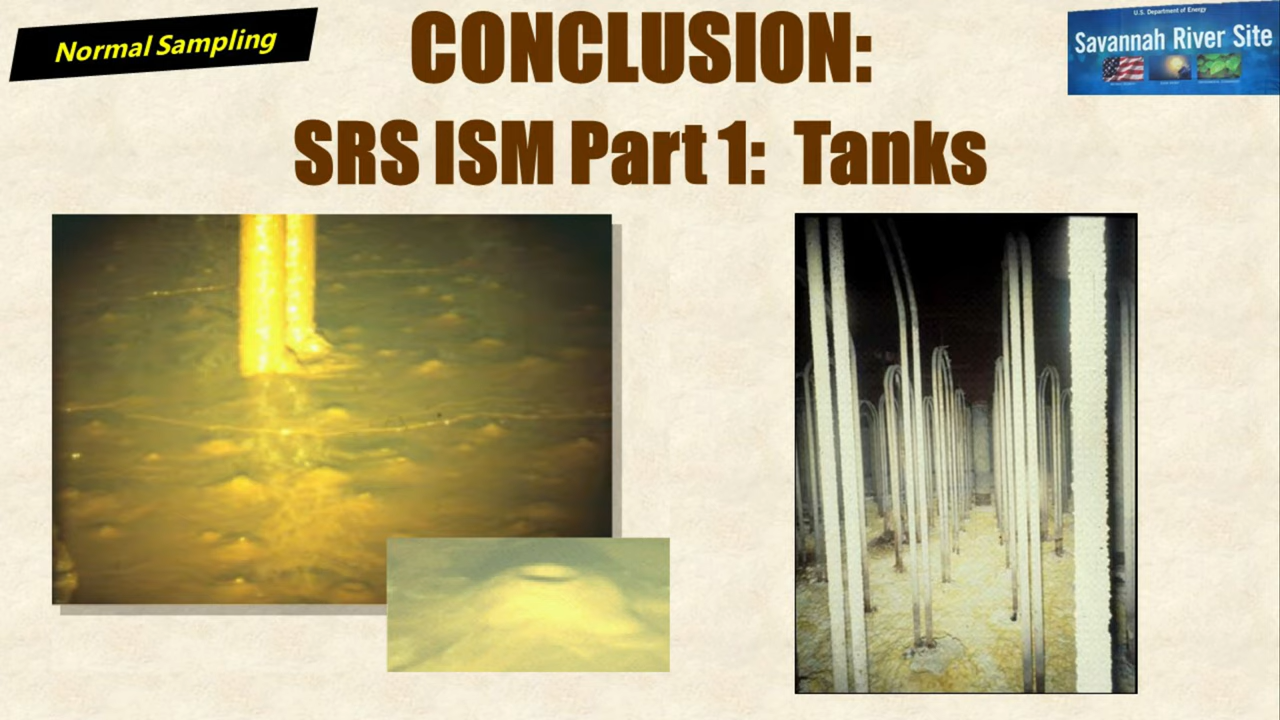 Normal Sampling
CONCLUSION:
SRS ISM Part 1: Tanks
U.S. Department of Energy
Savannah River Site